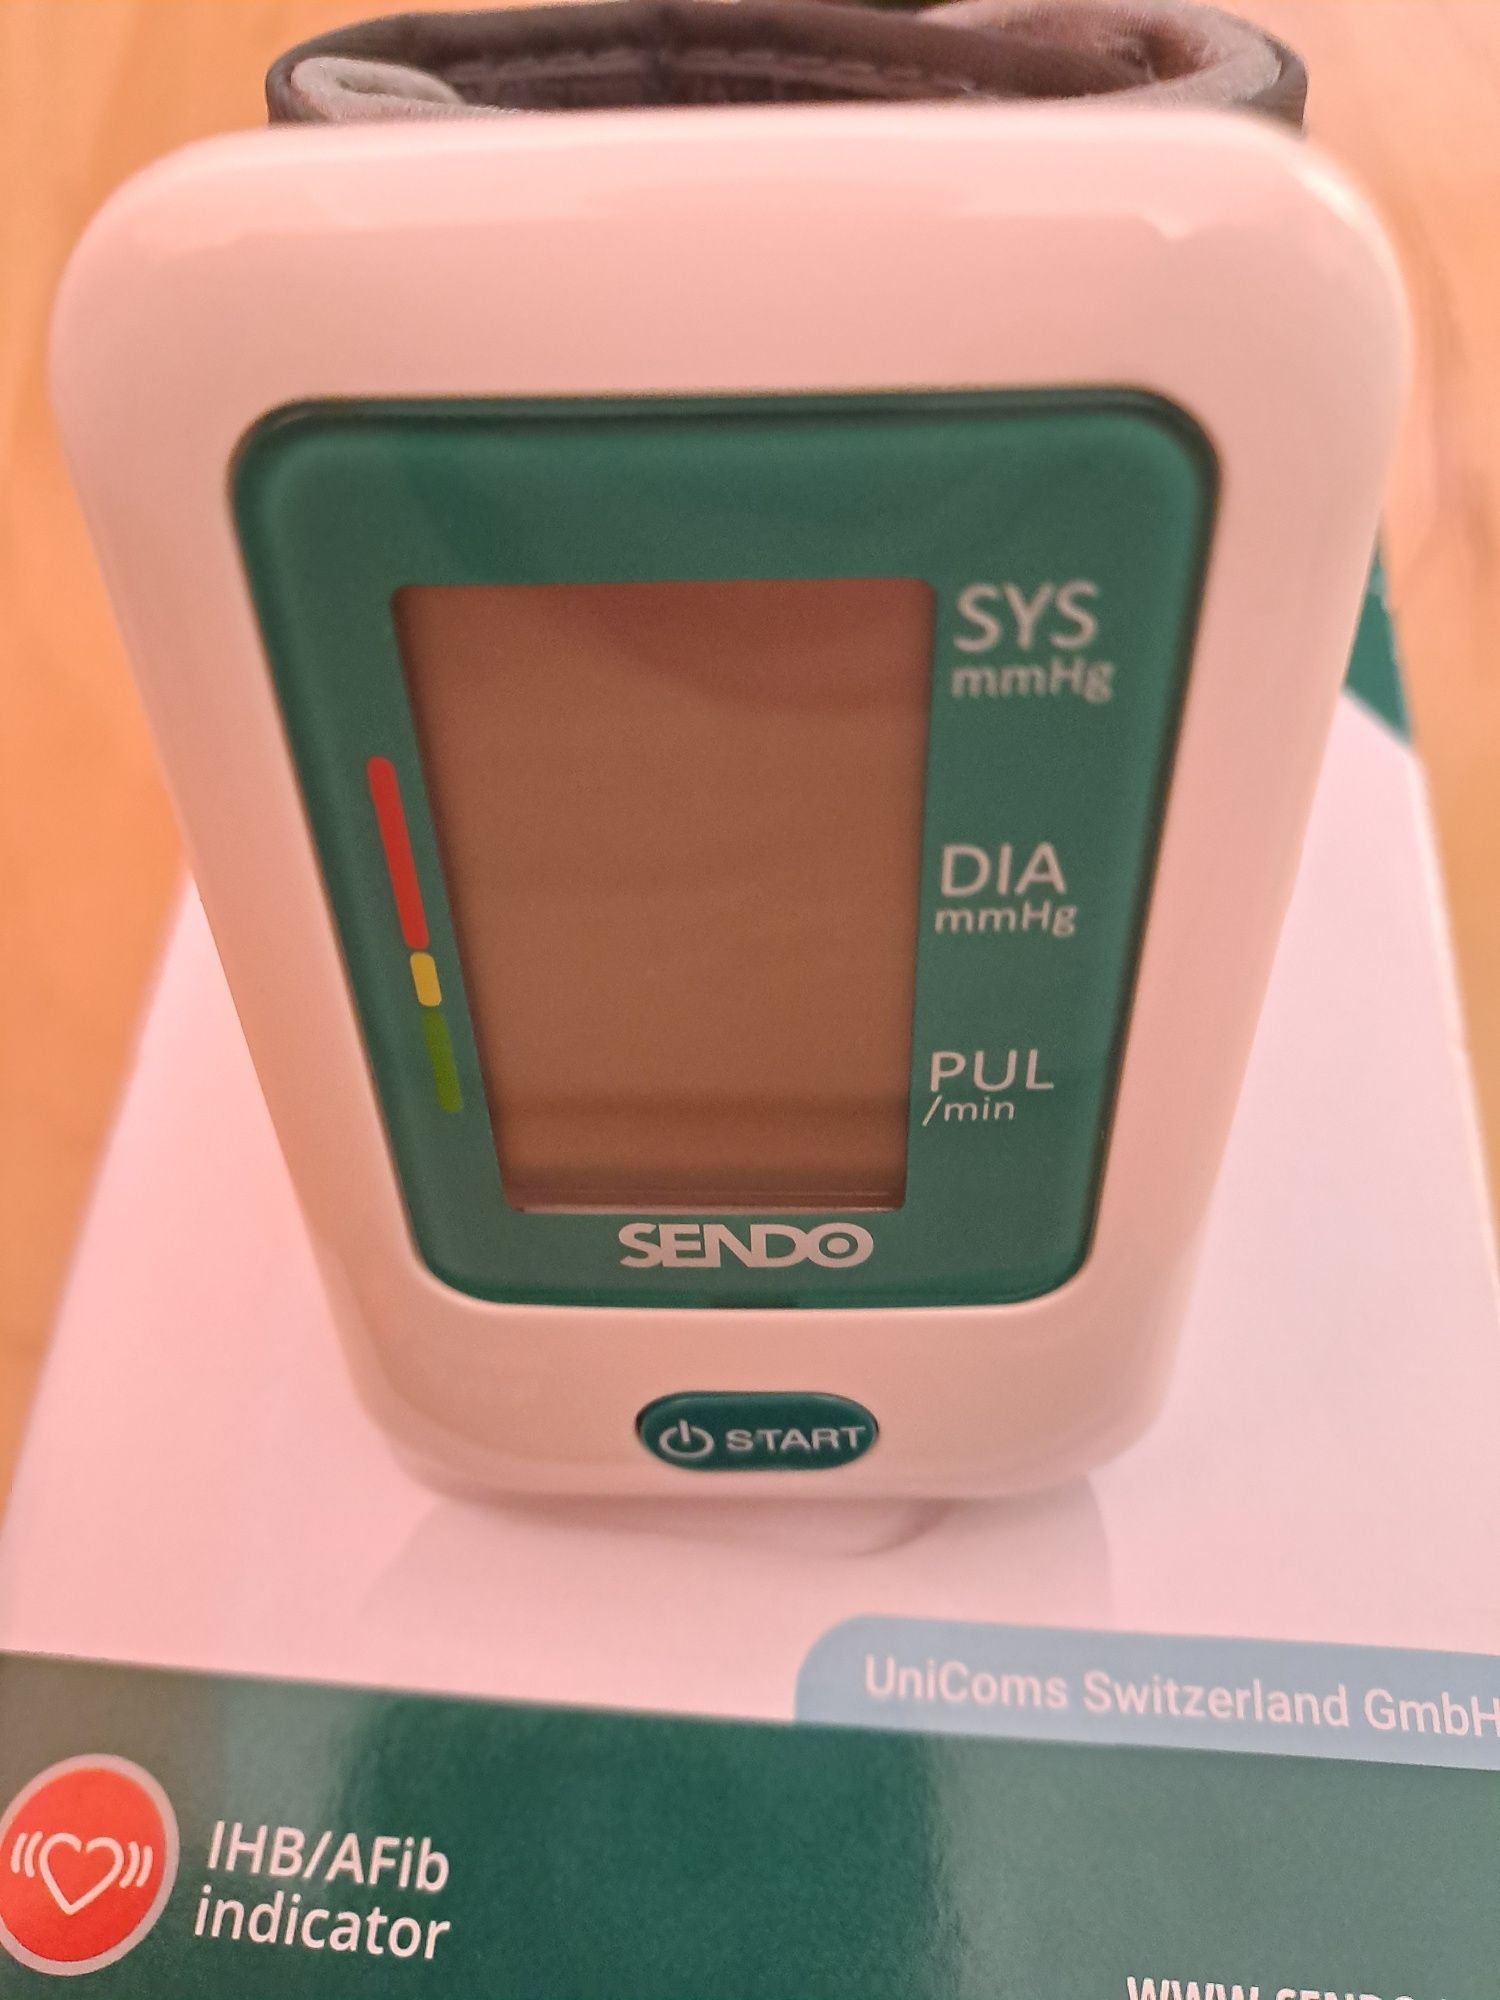 SYS
mmHg
DIA
mmHg
PUL
/min
SENDO
START
UniComs Switzerland GmbH
IHB/AFib
indicator